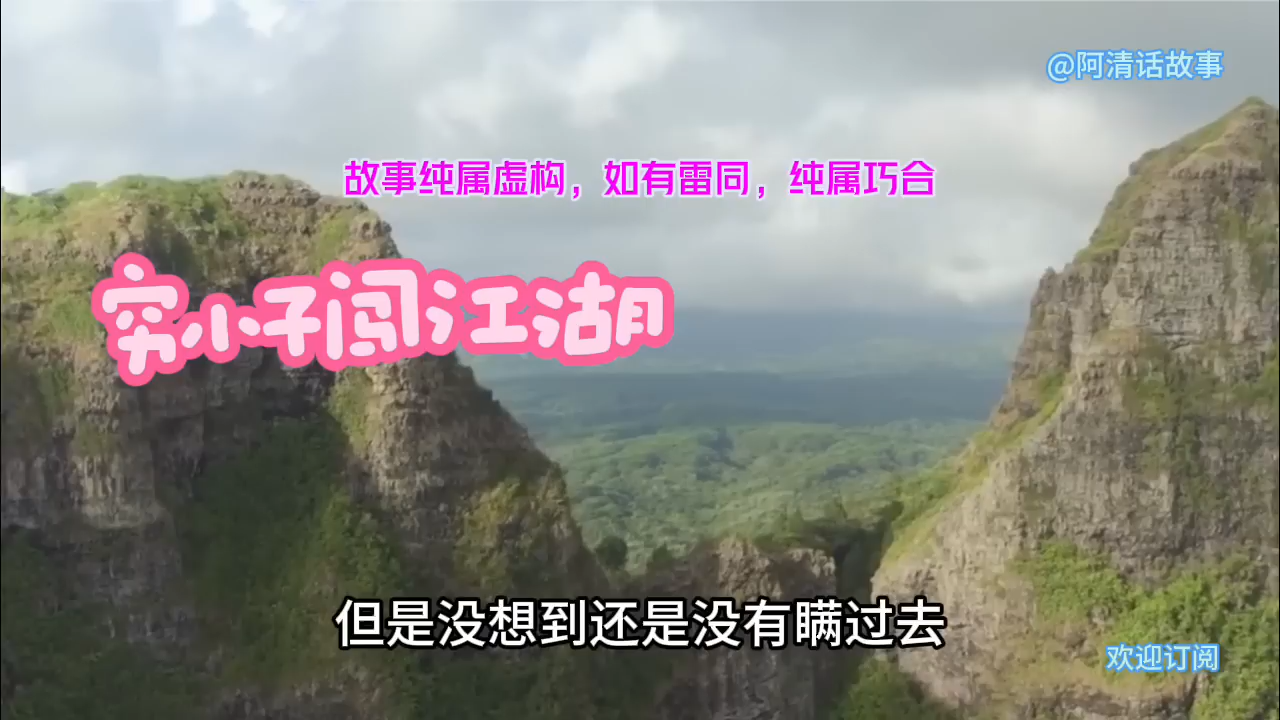 @阿清话故事
故事纯属虚构，如有雷同，纯属巧合
穷小子闯江湖
但是没想到还是没有瞒过去
欢迎订阅